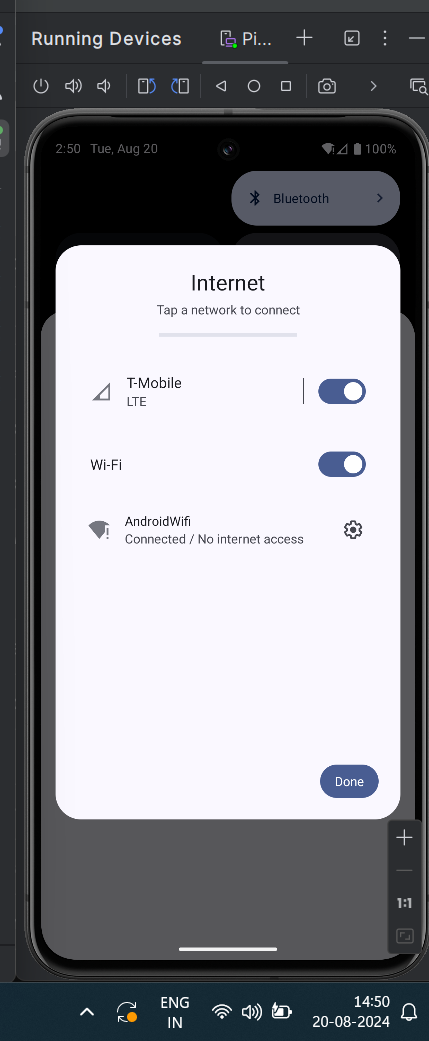 Running Devices Pi...
2:50 Tue, Aug 20 100%
Bluetooth
Internet
Tap a network to connect
T-Mobile
LTE
Wi-Fi
AndroidWifi
Connected / No internet access
Done
1:1
ENG
IN
14:50
20-08-2024